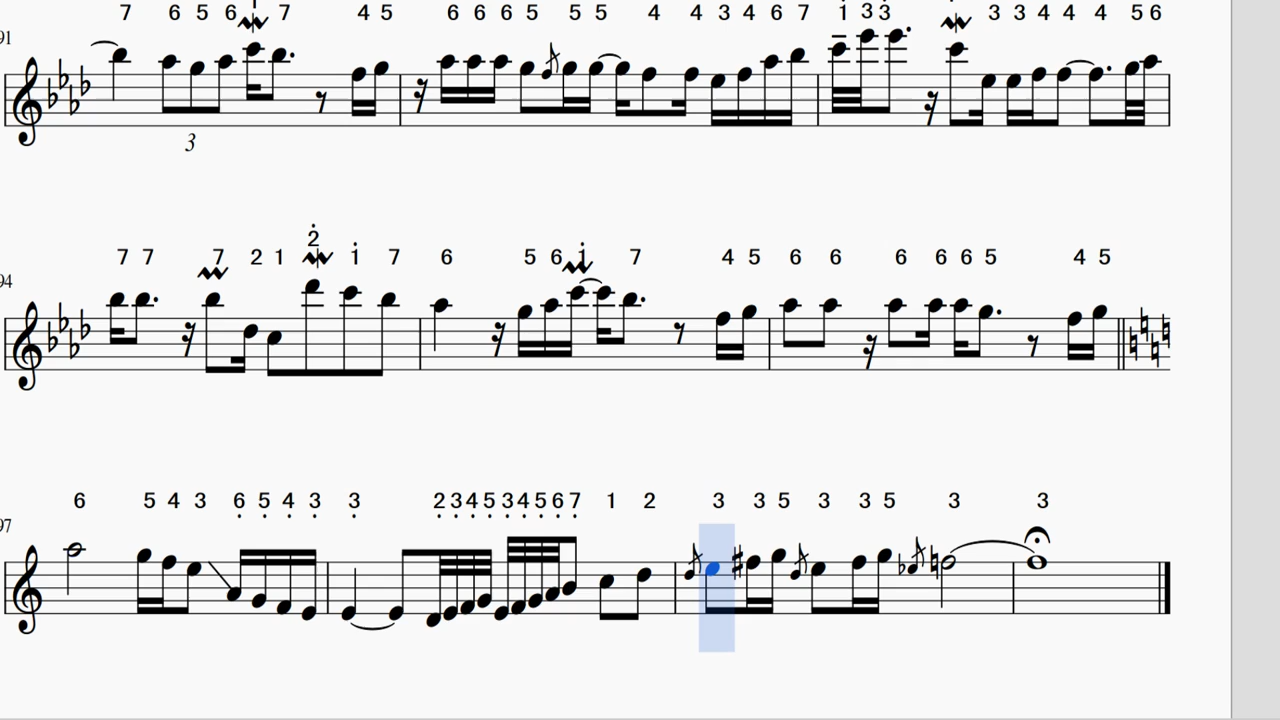 7 6 5 6 1 7 4 5 6 6 6 5 5 5 4 4 3 4 6 7 1 3 3 3 3 4 4 4 5 6
91
3
2
7 7 7 2 1 1 7 6 5 6 1 7 4 5 6 6 6 6 6 5 4 5
94
6 5 4 3 6 5 4 3 3 2 3 4 5 3 4 5 6 7 1 2 3 3 5 3 3 5 3 3
97